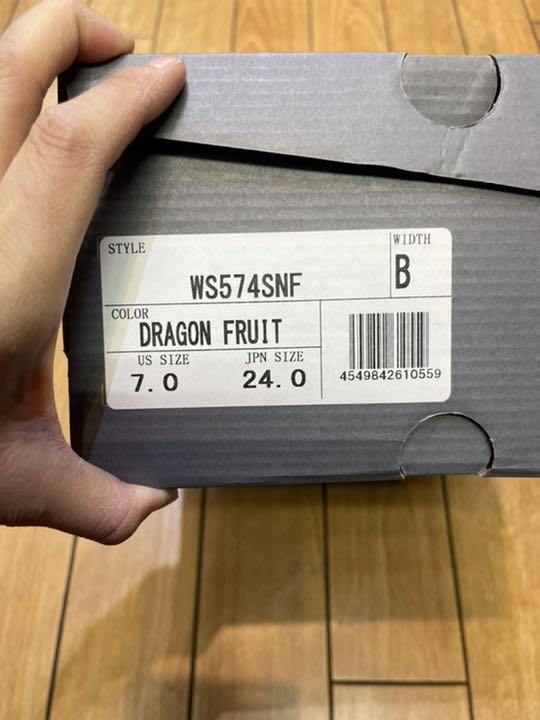 STYLE
WIDTH
WS574SNF
B
COLOR
DRAGON FRUIT
US SIZE JPN SIZE
7.0 24.0
4549842610559